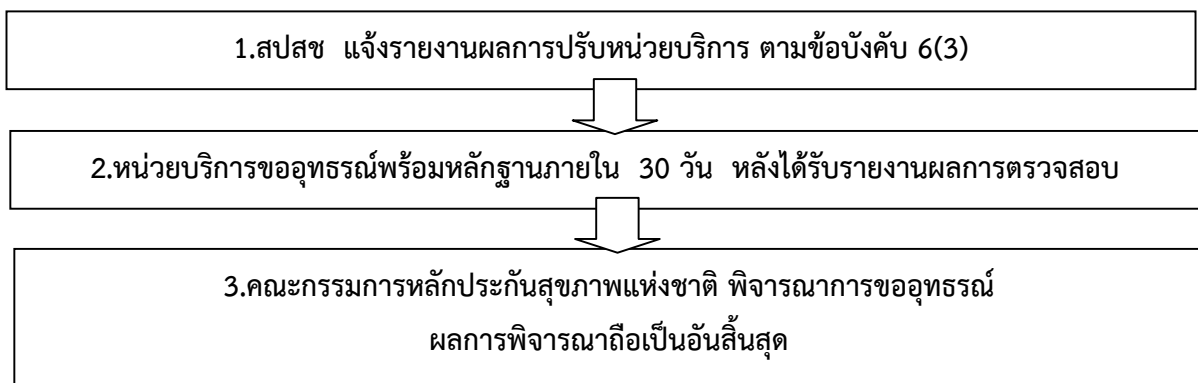 1.สปสช แจ้งรายงานผลการปรับหน่วยบริการ ตามข้อบังคับ 6(3)
2.หน่วยบริการขออุทธรณ์พร้อมหลักฐานภายใน 30 วัน หลังได้รับรายงานผลการตรวจสอบ
3.คณะกรรมการหลักประกันสุขภาพแห่งชาติ พิจารณาการขออุทธรณ์
ผลการพิจารณาถือเป็นอันสิ้นสุด